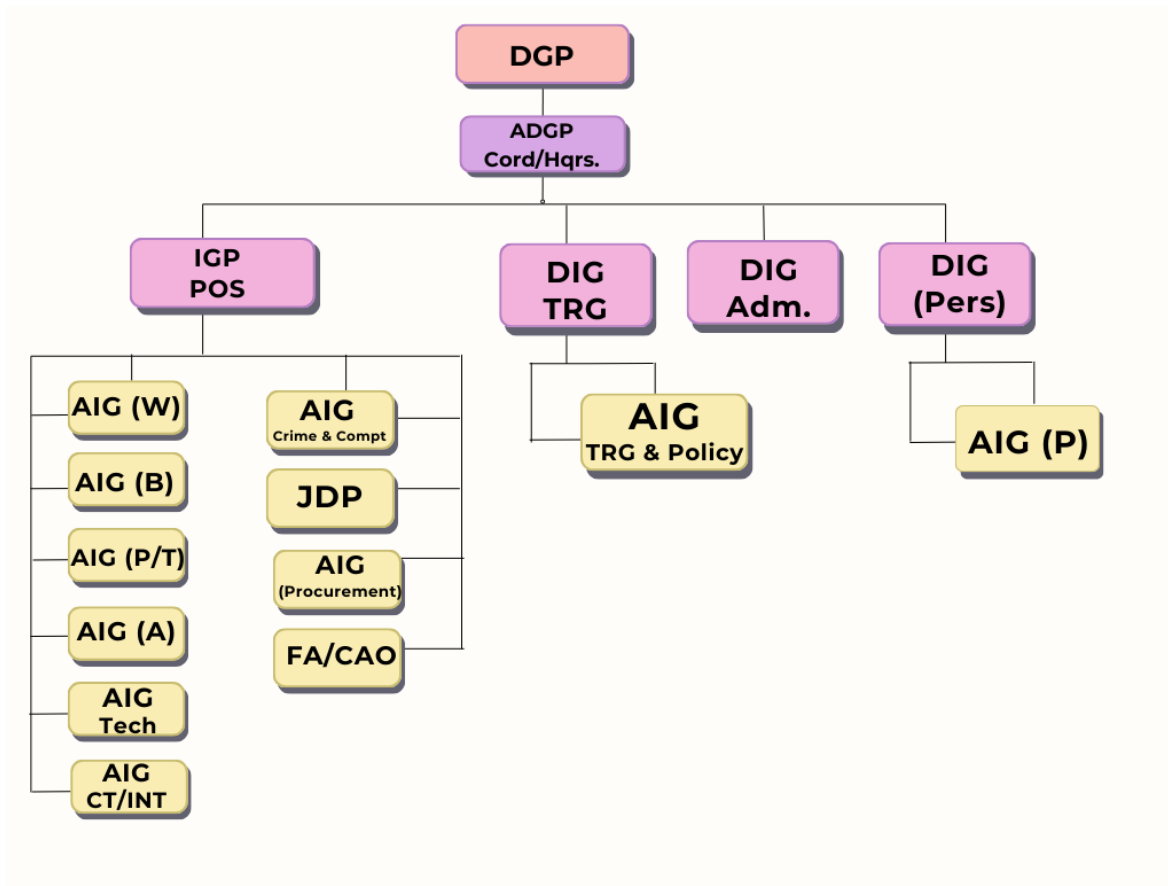 DGP
ADGP
Cord/Hqrs.
IGP
POS
DIG
TRG
DIG
Adm.
DIG
(Pers)
AIG (W)
AIG (B)
AIG (P/T)
AIG (A)
AIG
Tech
AIG
CT/INT
AIG
Crime & Compt
JDP
AIG
(Procurement)
FA/CAO
AIG
TRG & Policy
AIG (P)